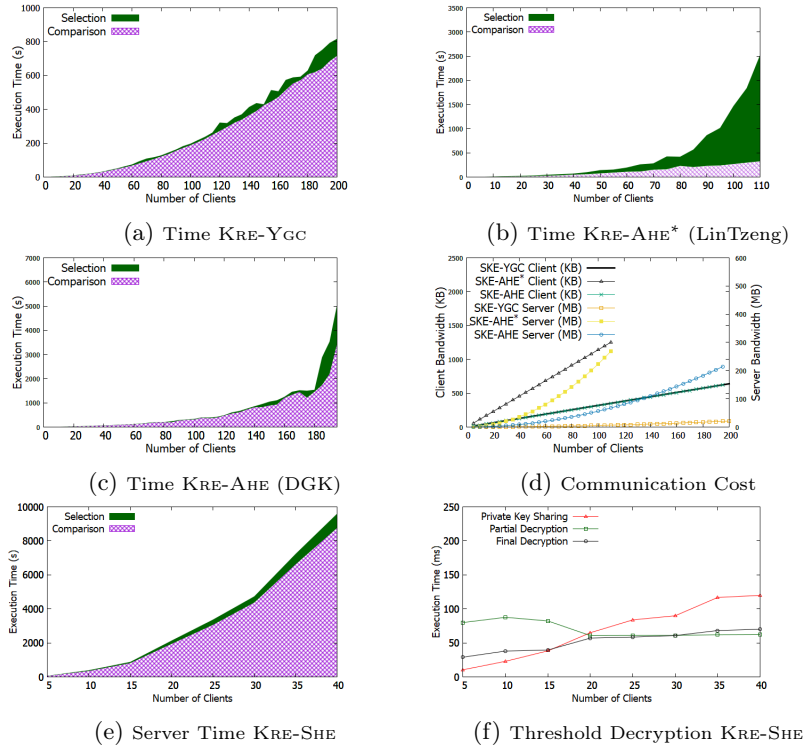 1000
800
600
400
200
0
Execution Time (s)
Selection
Comparison
0 20 40 60 80 100 120 140 160 180 200
Number of Clients
(a) Time KRE-YGC
3500
3000
2500
2000
1500
1000
500
0
Execution Time (s)
Selection
Comparison
0 10 20 30 40 50 60 70 80 90 100 110
Number of Clients
(b) Time KRE-AHE* (LinTzeng)
7000
6000
5000
4000
3000
2000
1000
0
Execution Time (s)
Selection
Comparison
0 20 40 60 80 100 120 140 160 180
Number of Clients
(c) Time KRE-AHE (DGK)
2500
2000
1500
1000
500
0
Client Bandwidth (KB)
SKE-YGC Client (KB)
SKE-AHE* Client (KB)
SKE-AHE Client (KB)
SKE-YGC Server (MB)
SKE-AHE* Server (MB)
SKE-AHE Server (MB)
600
500
400
300
200
100
0
Server Bandwidth (MB)
0 20 40 60 80 100 120 140 160 180 200
Number of Clients
(d) Communication Cost
10000
8000
6000
4000
2000
0
Execution Time (s)
Selection
Comparison
5 10 15 20 25 30 35 40
Number of Clients
(e) Server Time KRE-SHE
250
200
150
100
50
0
Execution Time (ms)
Private Key Sharing
Partial Decryption
Final Decryption
5 10 15 20 25 30 35 40
Number of Clients
(f) Threshold Decryption KRE-SHE